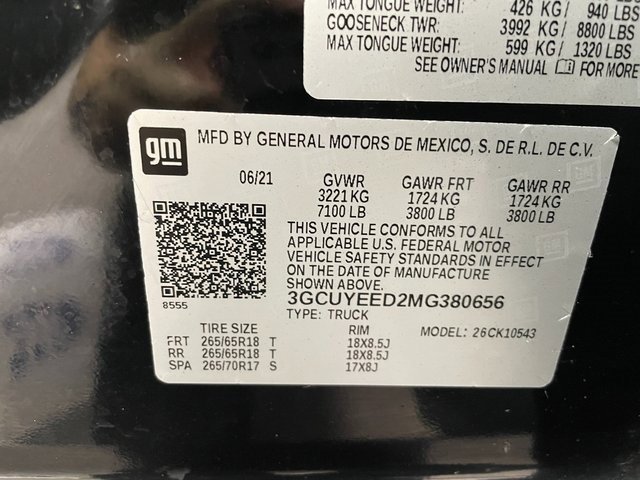 MAX TONGUE WEIGHT: 426 KG/ 940 LBS
GOOSENECK TWR: 3992 KG/ 8800 LBS
MAX TONGUE WEIGHT: 599 KG/ 1320 LBS
SEE OWNER'S MANUAL FOR MORE
gm
MFD BY GENERAL MOTORS DE MEXICO, S. DE R.L. DE C.V.
06/21 GVWR GAWR FRT GAWR RR
3221 KG 1724 KG 1724 KG
7100 LB 3800 LB 3800 LB
THIS VEHICLE CONFORMS TO ALL
APPLICABLE U.S. FEDERAL MOTOR
VEHICLE SAFETY STANDARDS IN EFFECT
ON THE DATE OF MANUFACTURE
SHOWN ABOVE.
8555 3GCUYEED2MG380656
TYPE: TRUCK
TIRE SIZE RIM MODEL: 26CK10543
FRT 265/65R18 T 18X8.5J
RR 265/65R18 T 18X8.5J
SPA 265/70R17 S 17X8J